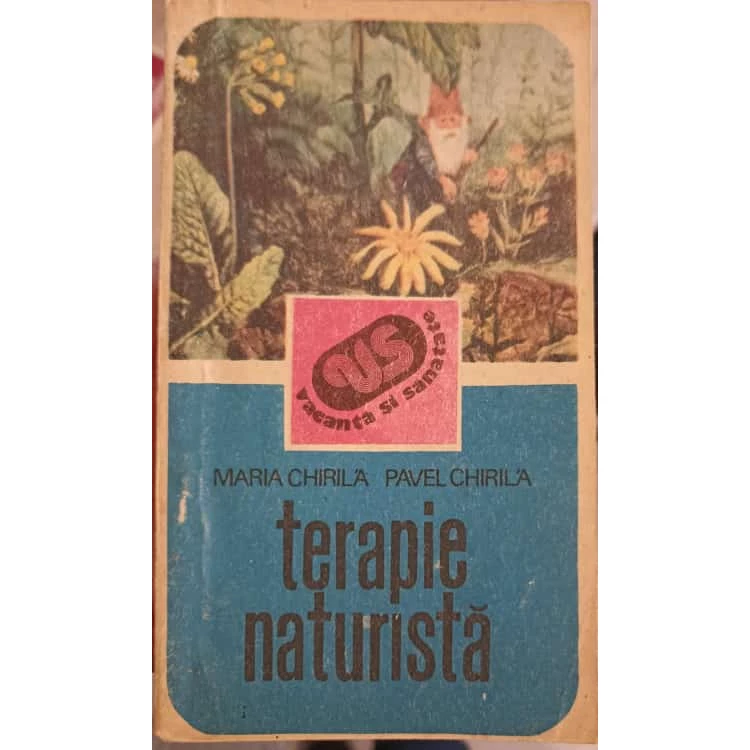 vs
vacanța și sănătate
MARIA CHIRILĂ PAVEL CHIRILĂ
terapie
naturistă